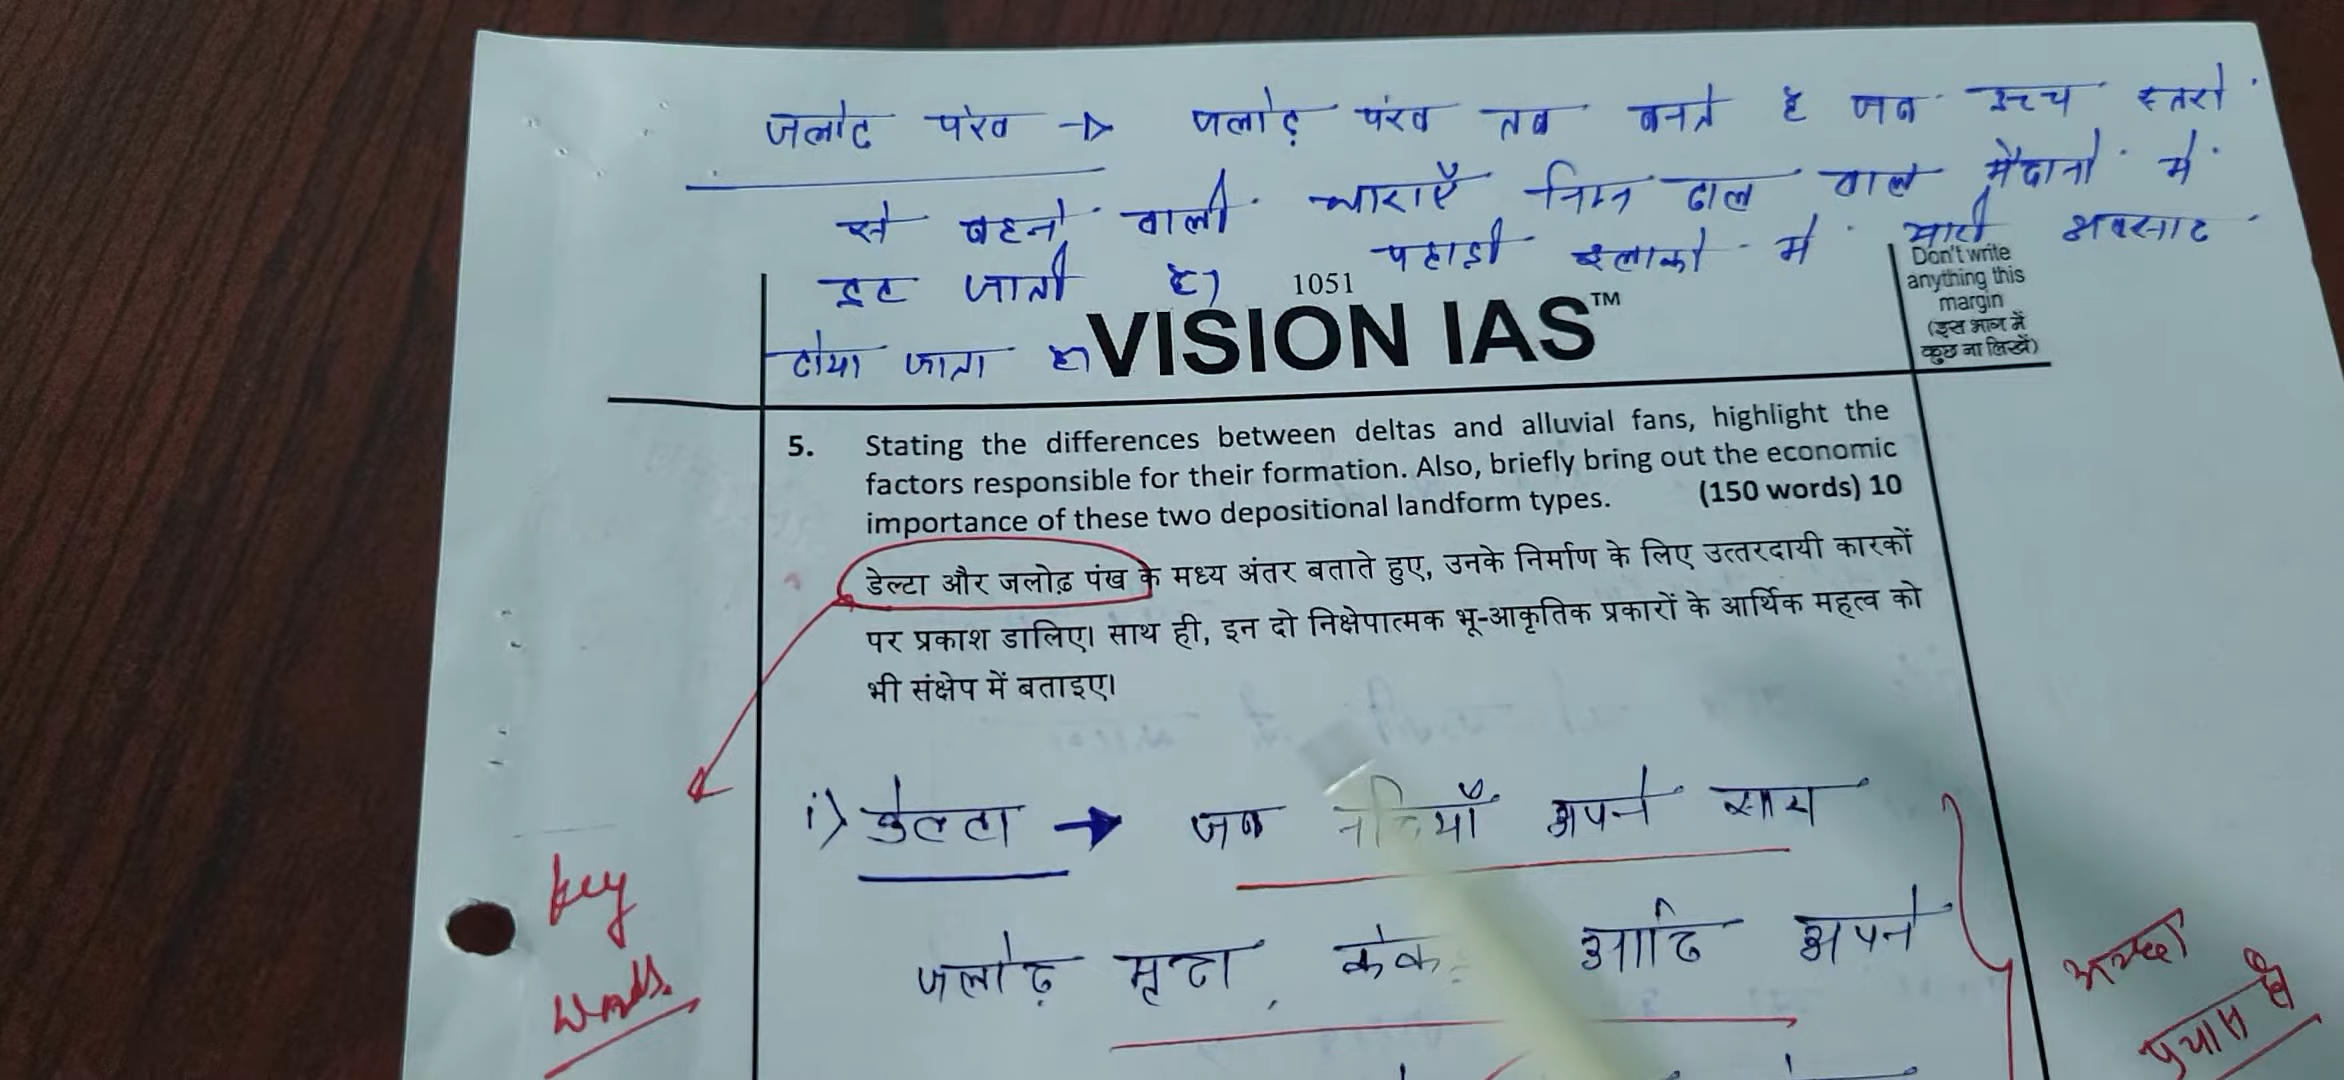 जलोढ पंख → जलोढ़ पंख तब बनते है जब उच्च स्तरों
से बहने वाली धाराएँ निम्न ढाल वाले मैदानों में
टूट जाती है। पहाड़ी इलाकों में भारी अवसाद
ढोया जाता है।
1051
VISION IAS™
Don't write
anything this
margin
(इस भाग में
कुछ ना लिखें)
5. Stating the differences between deltas and alluvial fans, highlight the
factors responsible for their formation. Also, briefly bring out the economic
importance of these two depositional landform types. (150 words) 10
डेल्टा और जलोढ़ पंख के मध्य अंतर बताते हुए, उनके निर्माण के लिए उत्तरदायी कारकों
पर प्रकाश डालिए। साथ ही, इन दो निक्षेपात्मक भू-आकृतिक प्रकारों के आर्थिक महत्व को
भी संक्षेप में बताइए।
i) डेल्टा → जब नदियाँ अपने साथ
जलोढ़ मृदा, आदि अपने
key
words.
अच्छा
प्रयास है